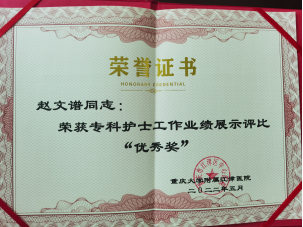 荣誉证书
HONORARY CREDENTIAL
赵文谱同志：
荣获专科护士工作业绩展示评比
“优秀奖”
重庆大学附属江津医院
二〇二二年五月